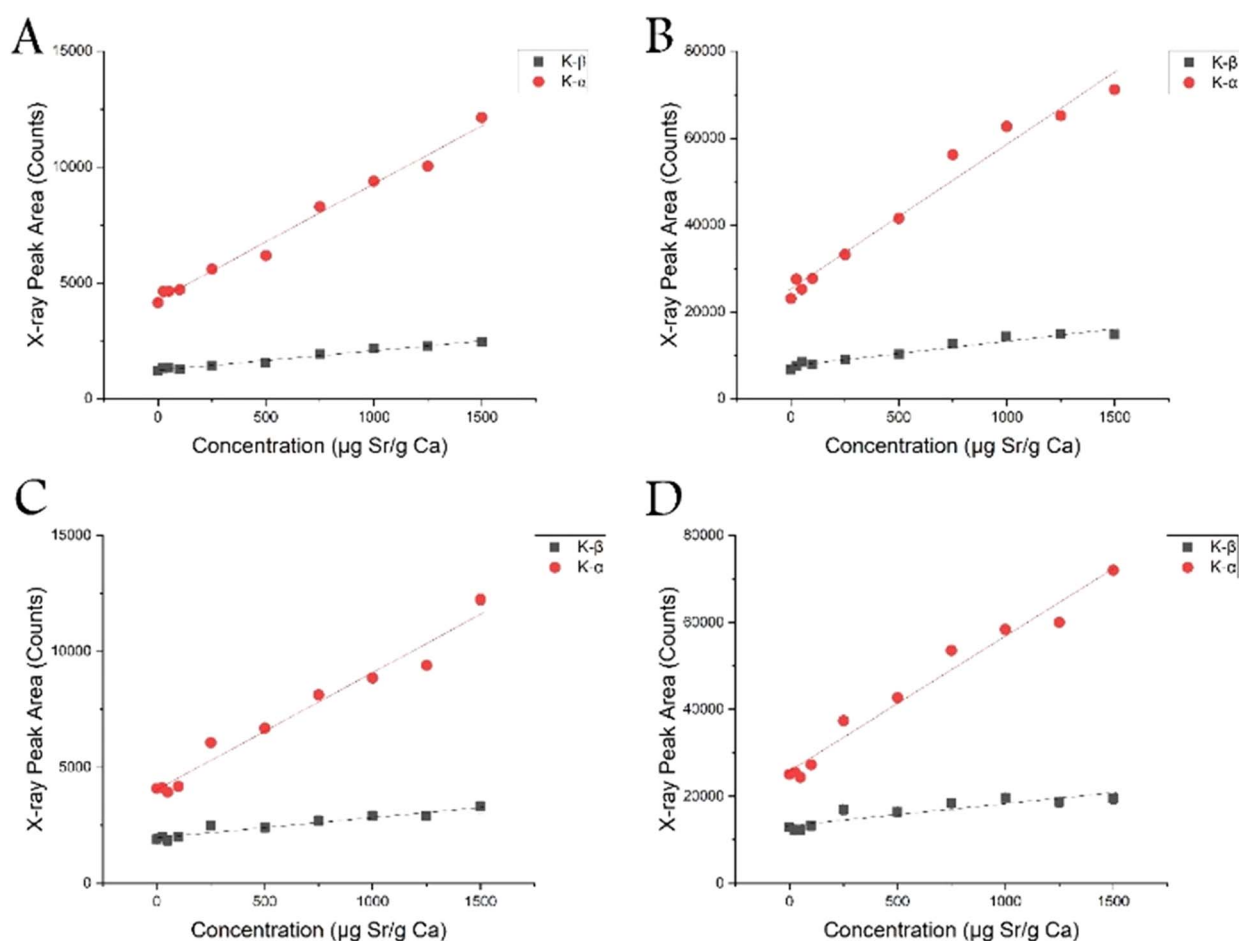 A
X-ray Peak Area (Counts)
15000
10000
5000
0
0 500 1000 1500
Concentration (µg Sr/g Ca)
K-β
K-α
B
X-ray Peak Area (Counts)
80000
60000
40000
20000
0
0 500 1000 1500
Concentration (µg Sr/g Ca)
K-β
K-α
C
X-ray Peak Area (Counts)
15000
10000
5000
0
0 500 1000 1500
Concentration (µg Sr/g Ca)
K-β
K-α
D
X-ray Peak Area (Counts)
80000
60000
40000
20000
0
0 500 1000 1500
Concentration (µg Sr/g Ca)
K-β
K-α